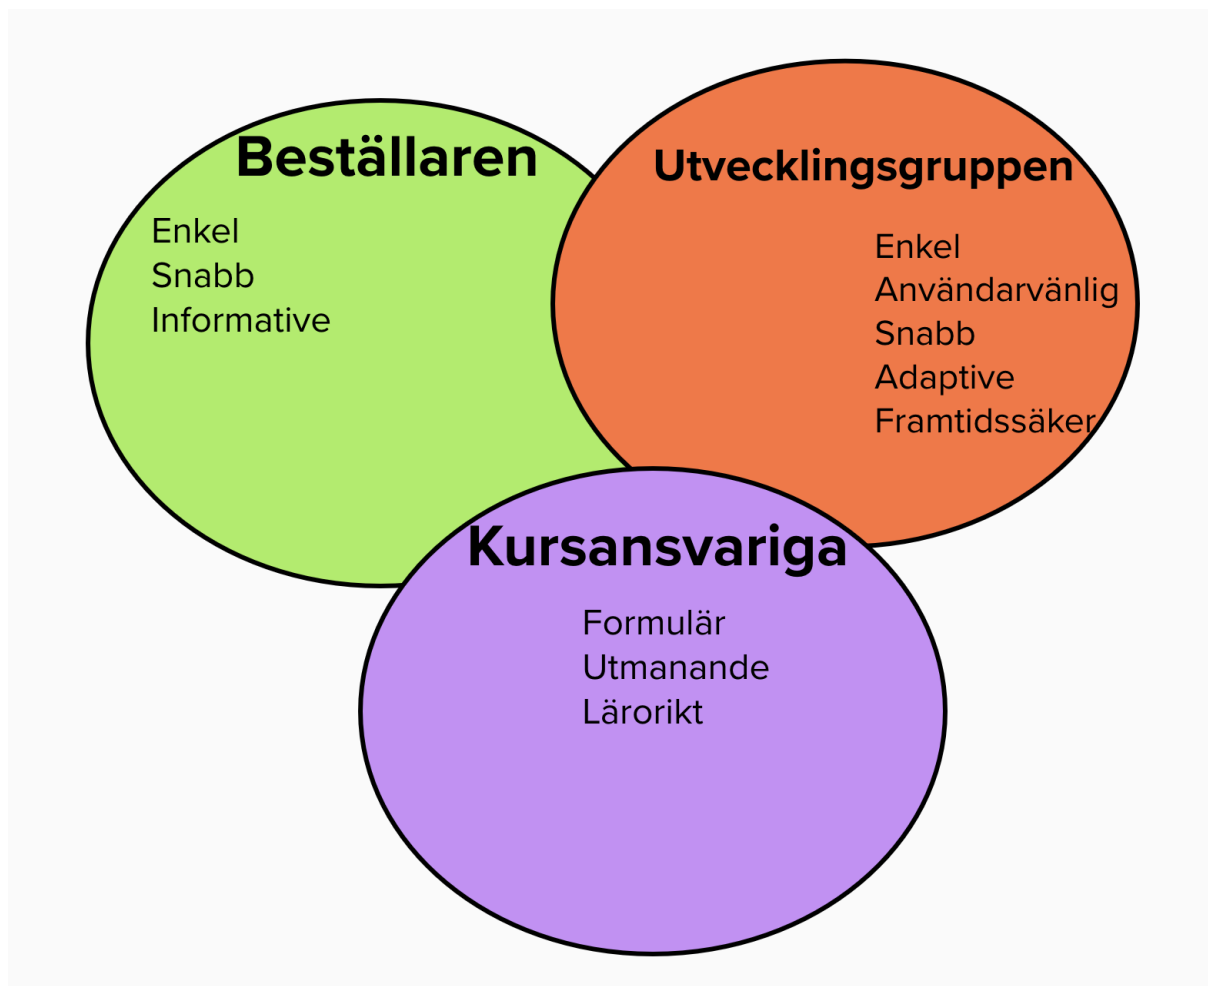 Beställaren
Enkel
Snabb
Informative
Utvecklingsgruppen
Enkel
Användarvänlig
Snabb
Adaptive
Framtidssäker
Kursansvariga
Formulär
Utmanande
Lärorikt